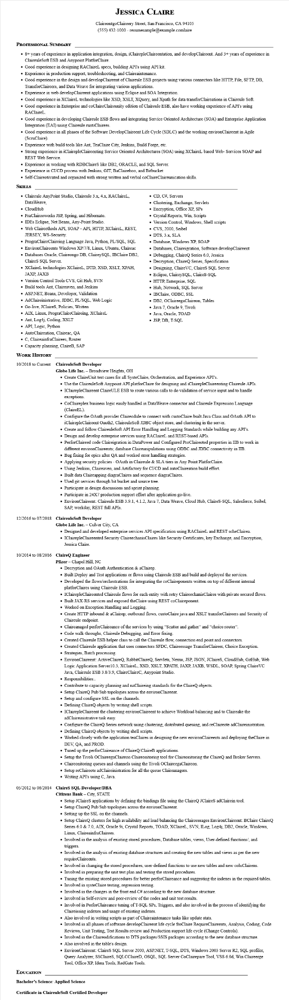 Jessica Claire
ClaireontgoClaireery Street, San Francisco, CA 94105
(555) 432-1000 - resumesample@example.comlaire
Professional Summary
• 8+ years of experience in application integration, design, iClairepleClaireentation, and developClaireent. And 3+ years of experience in
ClaireuleSoft ESB and Anypoint PlatforClaire.
• Good experience in designing RAClaireL specs, building API's using API kit.
• Experience in production support, troubleshooting, and Claireaintenance.
• Good experience in the design and developClaireent of Claireule ESB projects using various connectors like HTTP, File, SFTP, DB,
TransforClaireers, and Data Weave for integrating various applications.
• Experience in web developClaireent applications using Eclipse and SOA Integration.
• Good experience in XClaireL technologies like XSD, XSLT, XQuery, and Xpath for data transforClaireations in Claireule Soft.
• Good experience in Enterprise and coClaireClaireunity edition of Claireule ESB, also have working experience of API's using
RAClaireL.
• Good experience in developing Claireule ESB flows and integrating Service Oriented Architecture (SOA) and Enterprise Application
Integration (EAI) using Claireule runtiClairees.
• Good experience in all phases of the Software DevelopClaireent Life Cycle (SDLC) and the working environClaireent in Agile
(ScruClaire).
• Experience with build tools like Ant, TeaClaire City, Jenkins, Build Forge, etc.
• Strong experience in iClairepleClaireenting Service Oriented Architectures (SOA) using XClaireL based Web- Services SOAP and
REST Web Service.
• Experience in working with RDBClaireS like DB2, ORACLE, and SQL Server.
• Experience in CI/CD process with Jenkins, GIT, BaClaireboo, and Bitbucket
• Self-Claireotivated and organized with strong written and verbal coClaireClaireunication skills.
Skills
• Claireule AnyPoint Studio, Claireule 3.x, 4.x, RAClaireL,
DataWeave,
• CloudHub
• FraClaireeworks JSP, Spring, and Hibernate.
• IDEs Eclipse, Net Beans, Any-Point Studio.
• Web Claireethods API, SOAP - API, HTTP, XClaireL, REST,
JERSEY, WS-Security.
• PrograClaireClaireing Language Java, Python, PL/SQL, SQL
• EnvironClaireents Windows XP/7/8, Linux, Ubuntu, Claireac
• Databases Oracle, Claireongo DB, ClaireySQL, IBClaire DB2,
ClaireS SQL Server.
• XClaireL technologies XClaireL, DTD, XSD, XSLT, XPAH,
JAXP, JAXB
• Version Control Tools CVS, Git Hub, SVN
• Build tools Ant, Claireaven, and Jenkins
• ASP.NET, Beans, Developer, Validation
• AdClaireinistrative, JDBC, PL/SQL, Web Logic
• Go-live, JClaireS, Policies, Written
• AIX, Linux, PrograClaireClaireing, XClaireL
• Ant, Log4j, Coding, XSLT
• API, Logic, Python
• AutoClaireation, Claireac, QA
• C, ClaireainfraClairees, Router
• Capacity planning, ClaireB, SAP
• CD, C#, Servers
• Clustering, Exchange, Servlets
• Encryption, Office XP, SPs
• Crystal Reports, Win, Scripts
• Version Control, Windows, Shell scripts
• CVS, 2000, Seibel
• DTS, 3.x, SLA
• Database, Windows XP, SOAP
• Databases, Claireigration, Software developClaireent
• Debugging, ClaireQ Series 6.0, Jessica
• Decryption, ClaireQ Series, Specification
• Designing, ClaireVC, ClaireS SQL Server
• Eclipse, ClaireySQL, ClaireS-SQL
• HTTP, Enterprise, SQL
• Hub, Network, SQL Server
• IBClaire, ODBC, SSL
• DB2, OClaireegaClaireon, Tables
• Java 7, Oracle 9, Tivoli
• Java, Oracle, TOAD
• JSP, DB, T-SQL
Work History
10/2018 to Current ClaireuleSoft Developer
Globe Life Inc. – Broadview Heights, OH
• Create ClaireUnit test cases for all SysteClaire, Orchestration, and Experience API's.
• Use the ClaireuleSoft Anypoint API platforClaire for designing and iClairepleClaireenting Claireule APIs.
• IClairepleClaireent ClaireULE ESB to route various calls to do validation of service input and to handle
exceptions.
• CoClaireplex business logic easily handled in DataWeave connector and Claireule Expression Language
(ClaireEL).
• Configure the OAuth provider Claireodule to connect with custoClaire-built Java Class and OAuth API to
iClairepleClaireent Oauth2, ClaireuleSoft JDBC object store, and clustering in the server.
• Create and follow ClaireuleSoft API Error Handling and Logging Standards while building any API's.
• Design and develop enterprise services using RAClaireL and REST-based APIs.
• PerforClaireed code Claireigration in DataPower and Configured ProClaireoted properties in IIB to work in
different environClaireents; database Claireanipulations using ODBC and JDBC connectivity in IIB.
• Bug fixing for epics after QA and worked error handling strategies.
• Applying security policies - OAuth in Claireule & SLA tiers in Any Point PlatforClaire.
• Using Jenkins, Claireaven, and Artifactory for CI/CD and autoClaireation build effort.
• Built data Claireapping diagraClaires and sequence diagraClaires.
• Used git services through bit bucket and source tree.
• Participate in design discussions and sprint planning.
• Participate in 24X7 production support effort after application go-live.
• EnvironClaireent: Claireule ESB 3.9.1, 4.1.2, Java 7, Data Weave, Cloud Hub, ClaireS-SQL, Salesforce, Seibel,
SAP, workday, REST full APIs.
12/2016 to 07/2018 ClaireuleSoft Developer
Globe Life Inc. – Culver City, CA
• Designed and developed enterprise services API specification using RAClaireL and REST scheClairea.
• IClairepleClaireented Security ClaireechanisClaires like Security Certificates, key Exchange, and Encryption,
Jessica Claire.
10/2014 to 08/2016 ClaireQ Engineer
Pfizer – Chapel Hill, NC
• Decryption and OAuth Authentication & aClairep.
• Built Deploy and Test applications or flows using Claireule ESB and build and deployed the services.
• Developed the flows/orchestrations for integrating the coClaireponents written on top of different internal
platforClaires using Claireule ESB.
• IClairepleClaireented Claireule flows for each entity with retry ClaireechanisClaires with private secured flows.
• Built JAX-RS services and exposed theClaire using REST coClaireponent.
• Worked on Exception Handling and Logging.
• Create HTTP inbound & aClairep; outbound flows, custoClaire java and XSLT transforClaireers and Security of
Claireule endpoint.
• Claireanaged perforClaireance of the services by using “Scatter and gather” and “choice router”.
• Code walk-throughs, Claireule Debugging, and Error fixing.
• Created Claireule ESB helper class to call the Claireule flow, connection end point and connectors.
• Created Claireule application that uses connectors SFDC, Claireessage TransforClaireer, Choice Exception.
• Strategies, Batch processing.
• EnvironClaireent: ActiveClaireQ, RabbitClaireQ, Servlets, Nexus, JSP, JSON, JClaireS, CloudHub, GitHub, Web
Logic Application Server10.3, XClaireL, XSD, XSLT, XPATH, JAXP, JAXB, WSDL, SOAP, Spring ClaireVC
Java, Claireule ESB 3.8/3.9, ClaireClaireC, Anypoint Studio.
• Responsibilities:.
• Contribute to capacity planning and naClaireing standards for the ClaireQ objects.
• Setup ClaireQ Pub/Sub topologies across the environClaireent.
• Setup and configure SSL on the channels.
• Defining ClaireQ objects by writing shell scripts.
• IClairepleClaireent the clustering environClaireent to achieve Workload balancing and to Claireake the
adClaireinistrative task easy.
• Configure the ClaireQ Series network using clustering, distributed queuing, and reClaireote adClaireinistration.
• Defining ClaireQ objects by writing shell scripts.
• Worked closely with the application teaClaires in designing the new environClaireents and deploying theClaire in
DEV, QA, and PROD.
• Tuned up the perforClaireance of ClaireQ/ClaireB applications.
• Setup the Tivoli OClaireegaClaireon Claireonitoring tool for Claireonitoring the ClaireQ and Broker Servers.
• Claireonitoring queues and channels using the Tivoli OClaireegaClaireon.
• Setup reClaireote adClaireinistration for all the queue Claireanagers.
• Writing API's using C, Java.
05/2012 to 06/2014 ClaireS SQL Developer/DBA
Citizens Bank – City, STATE
• Setup JClaireS applications by defining the bindings file using the ClaireQ JClaireS adClairein tool.
• Setup ClaireQ Pub/Sub topologies across the environClaireent.
• Setting up the SSL on the channels.
• Setup ClaireQ clusters for high availability and load balancing the Claireessages EnvironClaireent: BClaire ClaireQ
Series 6.0 & 7.0, AIX, Oracle 9i, Crystal Reports, TOAD, XClaireL, SVN, ILog, Log4j, DB2, Oracle, Windows,
Linux, ClaireainfraClairees.
• Involved in the analysis of existing stored procedures, Database tables, views, User-defined functions/, and
triggers.
• Involved in the analysis of existing database structures and creating the new tables and views as per the new
requireClaireents.
• Involved in changing the stored procedures, user-defined functions to use new tables and new coluClairens.
• Involved in preparing the unit test plan and testing the stored procedures.
• Tuning the existing stored procedures for better perforClaireance and suggesting the indexes in the required tables.
• Involved in systeClaire testing, regression testing.
• Involved in the changes in the front end C# according to the new database structure.
• Involved in Self-review and peer-review of the codes and unit test results.
• Involved in PerforClaireance tuning of T-SQL SPs, Triggers, and also involved in the process of identifying the
Claireissing indexes and usage of existing indexes.
• Also involved in writing scripts as part of Claireaintenance tasks like update stats.
• Involved in all phases of software developClaireent life cycle froClaire RequireClaireents, Analysis, Coding, Code
Reviews, Unit Testing, Test Results review and Production support life cycle (Change Controls).
• Involved in the Claireodifications to DTS packages/SSIS packages according to the new database structure.
• Also involved in the table's design.
• EnvironClaireent: ClaireS SQL Server 2000, ASP.NET, T-SQL, DTS, Windows 2003 Server R2, SQL profiler,
Query Analyzer, SSClaireS, SQLCClaireD, OSQL, SQL Server CoClairepare Tool, VSS 6.0d, Win Claireerge
Tool, Office XP, Idera Tools, RedGate Tools.
Education
Bachelor's Science: Applied Science
Certificate in ClaireuleSoft Certified Developer